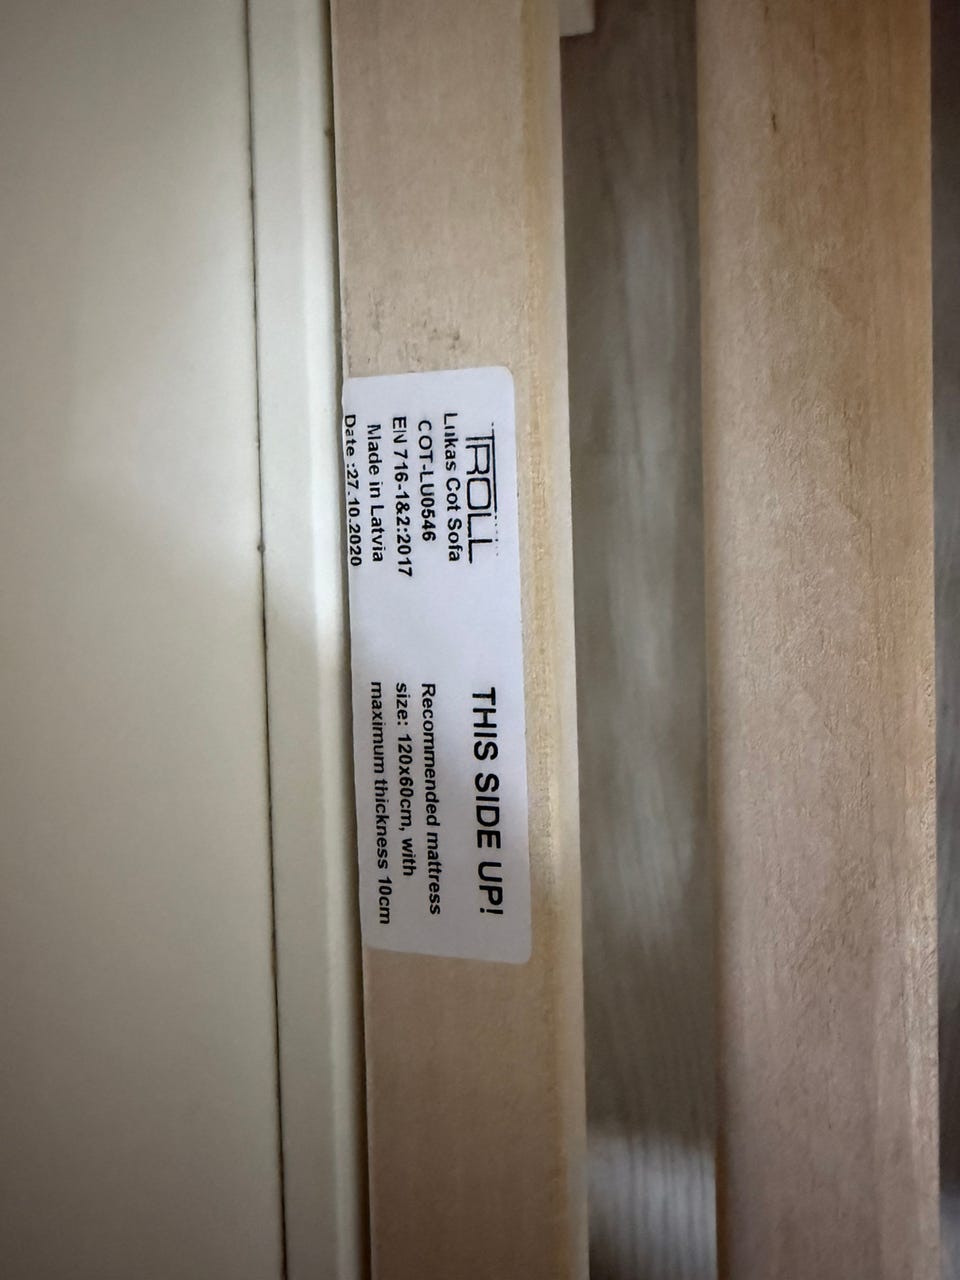 TROLL
Lukas Cot Sofa
COT-LU0546
EN 716-1&2:2017
Made in Latvia
Date :27.10.2020
THIS SIDE UP!
Recommended mattress
size: 120x60cm, with
maximum thickness 10cm